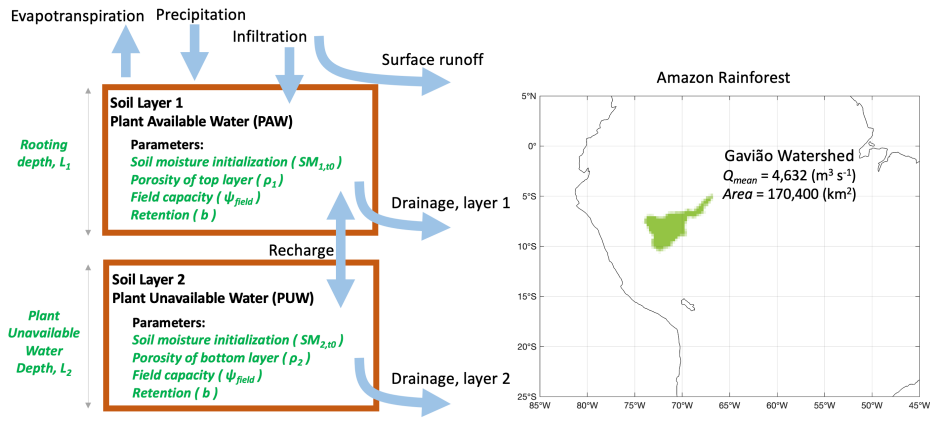 Evapotranspiration
Precipitation
Infiltration
Surface runoff
Soil Layer 1
Plant Available Water (PAW)
Parameters:
Soil moisture initialization ( SM1,t0 )
Porosity of top layer ( ρ1 )
Field capacity ( ψfield )
Retention ( b )
Rooting
depth, L1
Drainage, layer 1
Recharge
Soil Layer 2
Plant Unavailable Water (PUW)
Parameters:
Soil moisture initialization ( SM2,t0 )
Porosity of bottom layer ( ρ2 )
Field capacity ( ψfield )
Retention ( b )
Plant
Unavailable
Water
Depth, L2
Drainage, layer 2
Amazon Rainforest
Gavião Watershed
Qmean = 4,632 (m³ s⁻¹)
Area = 170,400 (km²)
5°N
0°
5°S
10°S
15°S
20°S
25°S
85°W 80°W 75°W 70°W 65°W 60°W 55°W 50°W 45°W